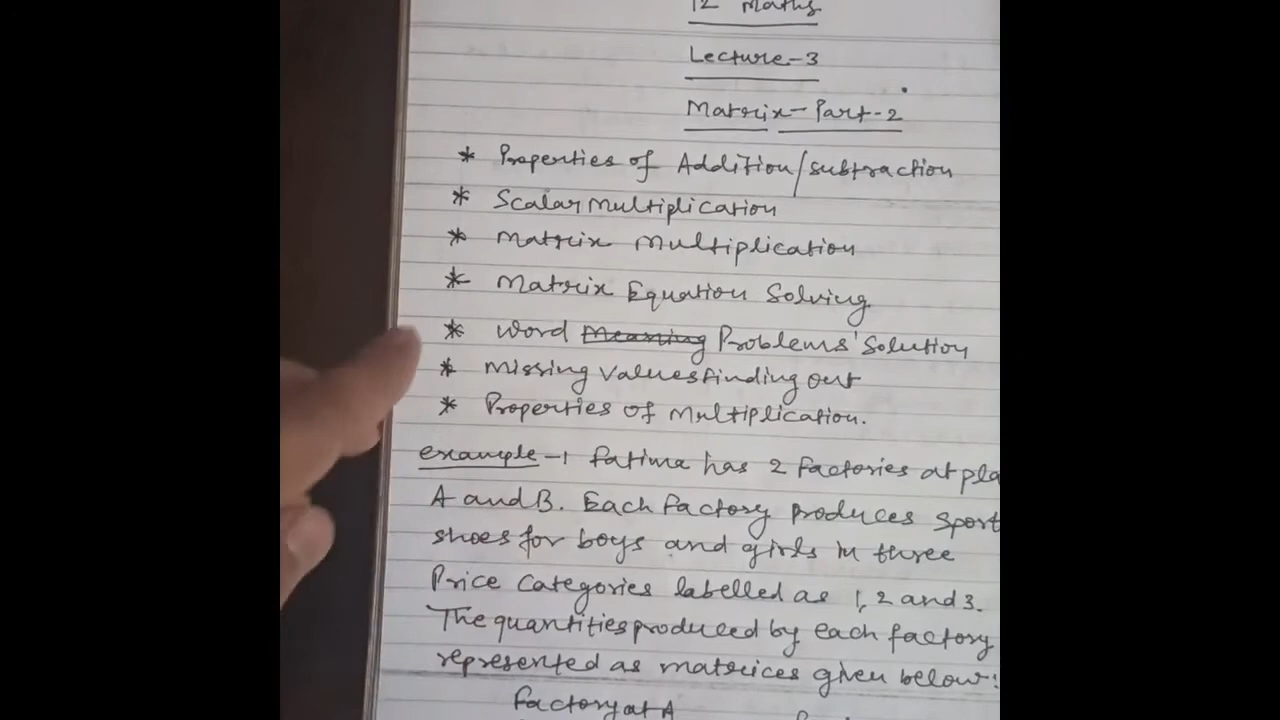 12 Maths
Lecture-3
Matrix-Part-2
* Properties of Addition/subtraction
* Scalar multiplication
* Matrix Multiplication
* Matrix Equation Solving
* Word Meaning Problems' Solution
* Missing Values finding out
* Properties of Multiplication.
example-1 Fatima has 2 factories at pla
A and B. Each factory produces sport
shoes for boys and girls in three
Price categories labelled as 1, 2 and 3.
The quantities produced by each factory
represented as matrices given below:
Factory at A